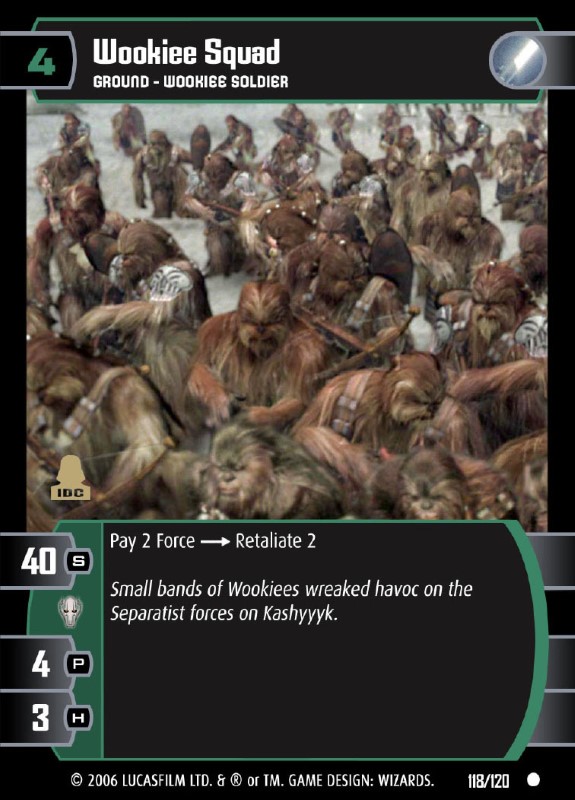 4
Wookiee Squad
GROUND - WOOKIEE SOLDIER
IDC
40 S
Pay 2 Force ⟶ Retaliate 2
Small bands of Wookiees wreaked havoc on the
Separatist forces on Kashyyyk.
4 P
3 H
© 2006 LUCASFILM LTD. & ® or TM. GAME DESIGN: WIZARDS. 118/120